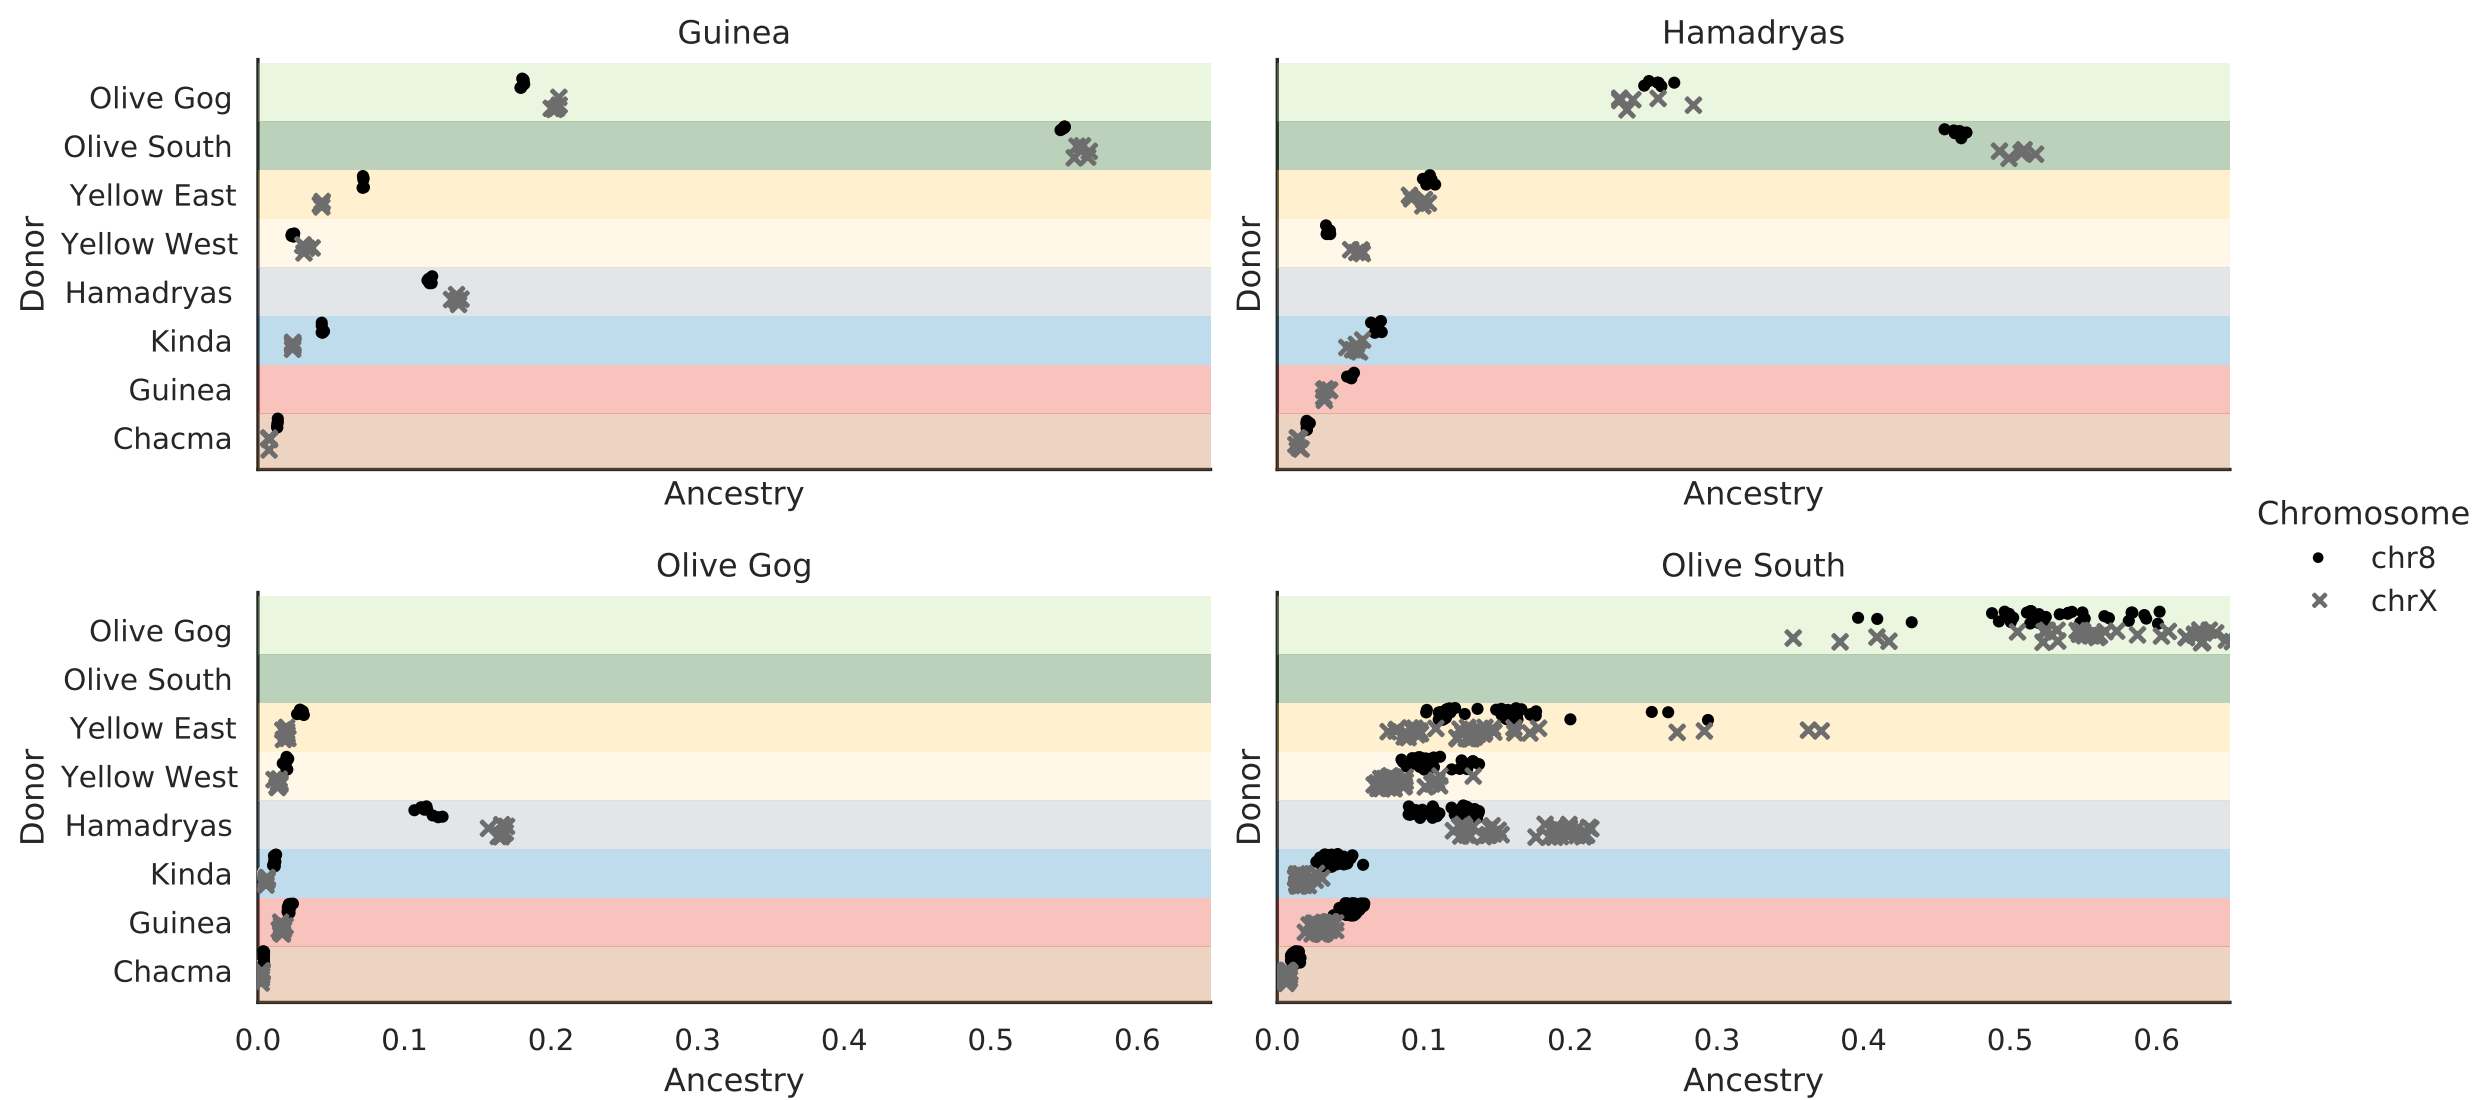 Guinea
Hamadryas
Olive Gog
Olive South
Yellow East
Yellow West
Hamadryas
Kinda
Guinea
Chacma
Donor
Donor
Ancestry
Ancestry
Chromosome
chr8
chrX
Olive Gog
Olive South
Olive Gog
Olive South
Yellow East
Yellow West
Hamadryas
Kinda
Guinea
Chacma
Donor
Donor
0.0 0.1 0.2 0.3 0.4 0.5 0.6
0.0 0.1 0.2 0.3 0.4 0.5 0.6
Ancestry
Ancestry